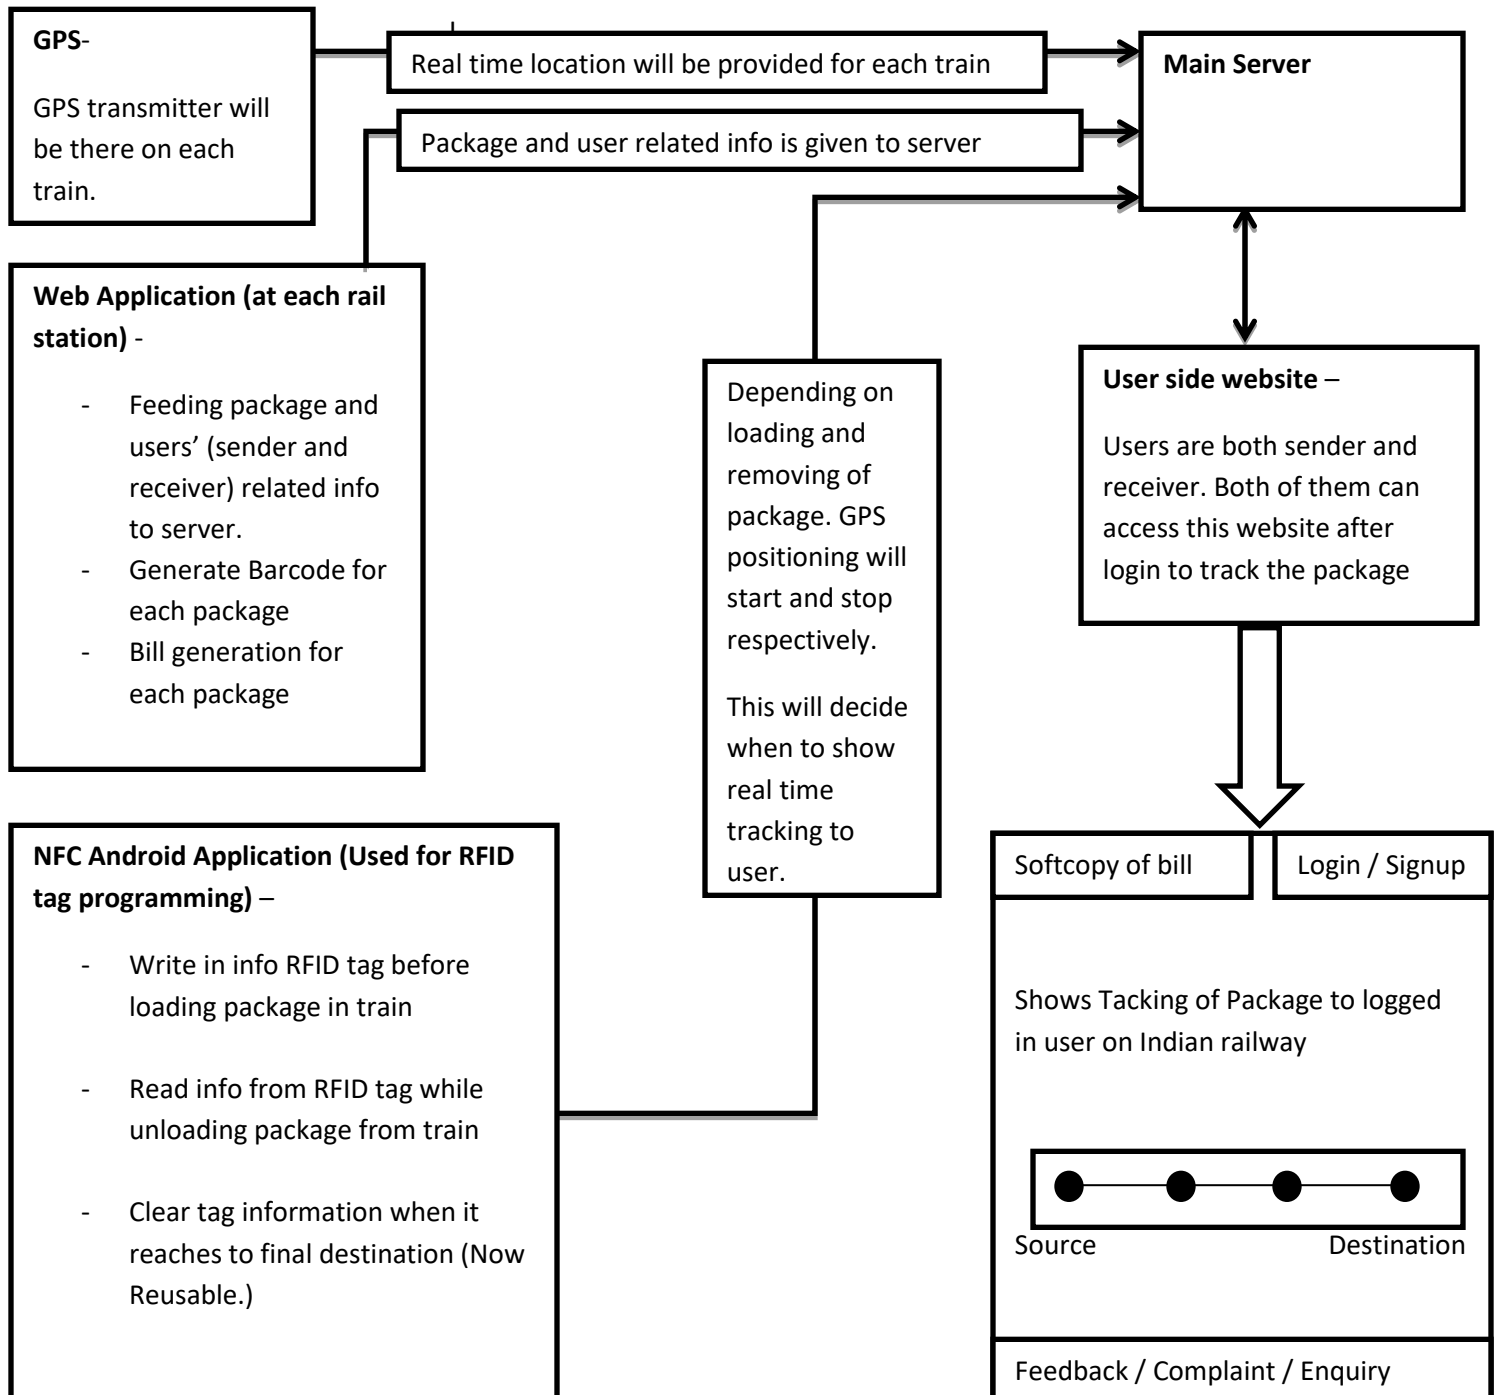 GPS-
GPS transmitter will
be there on each
train.
Real time location will be provided for each train
Package and user related info is given to server
Main Server
Web Application (at each rail
station) -
- Feeding package and
users’ (sender and
receiver) related info
to server.
- Generate Barcode for
each package
- Bill generation for
each package
Depending on
loading and
removing of
package. GPS
positioning will
start and stop
respectively.
This will decide
when to show
real time
tracking to
user.
User side website –
Users are both sender and
receiver. Both of them can
access this website after
login to track the package
NFC Android Application (Used for RFID
tag programming) –
- Write in info RFID tag before
loading package in train
- Read info from RFID tag while
unloading package from train
- Clear tag information when it
reaches to final destination (Now
Reusable.)
Softcopy of bill
Login / Signup
Shows Tacking of Package to logged
in user on Indian railway
Source
Destination
Feedback / Complaint / Enquiry